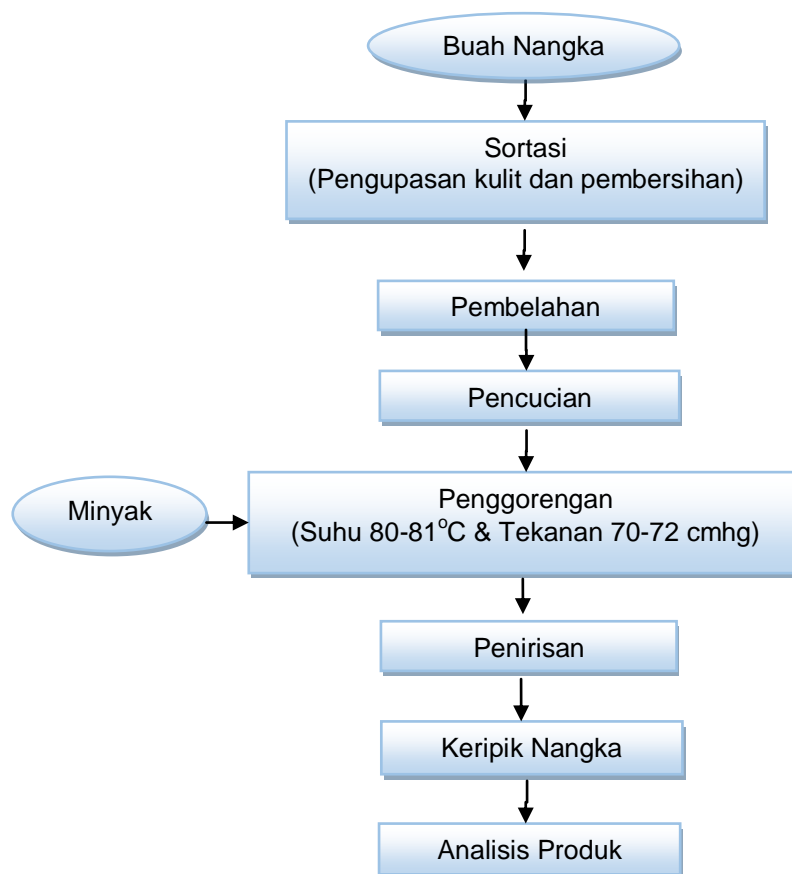 Buah Nangka
Sortasi
(Pengupasan kulit dan pembersihan)
Pembelahan
Pencucian
Minyak
Penggorengan
(Suhu 80-81°C & Tekanan 70-72 cmhg)
Penirisan
Keripik Nangka
Analisis Produk